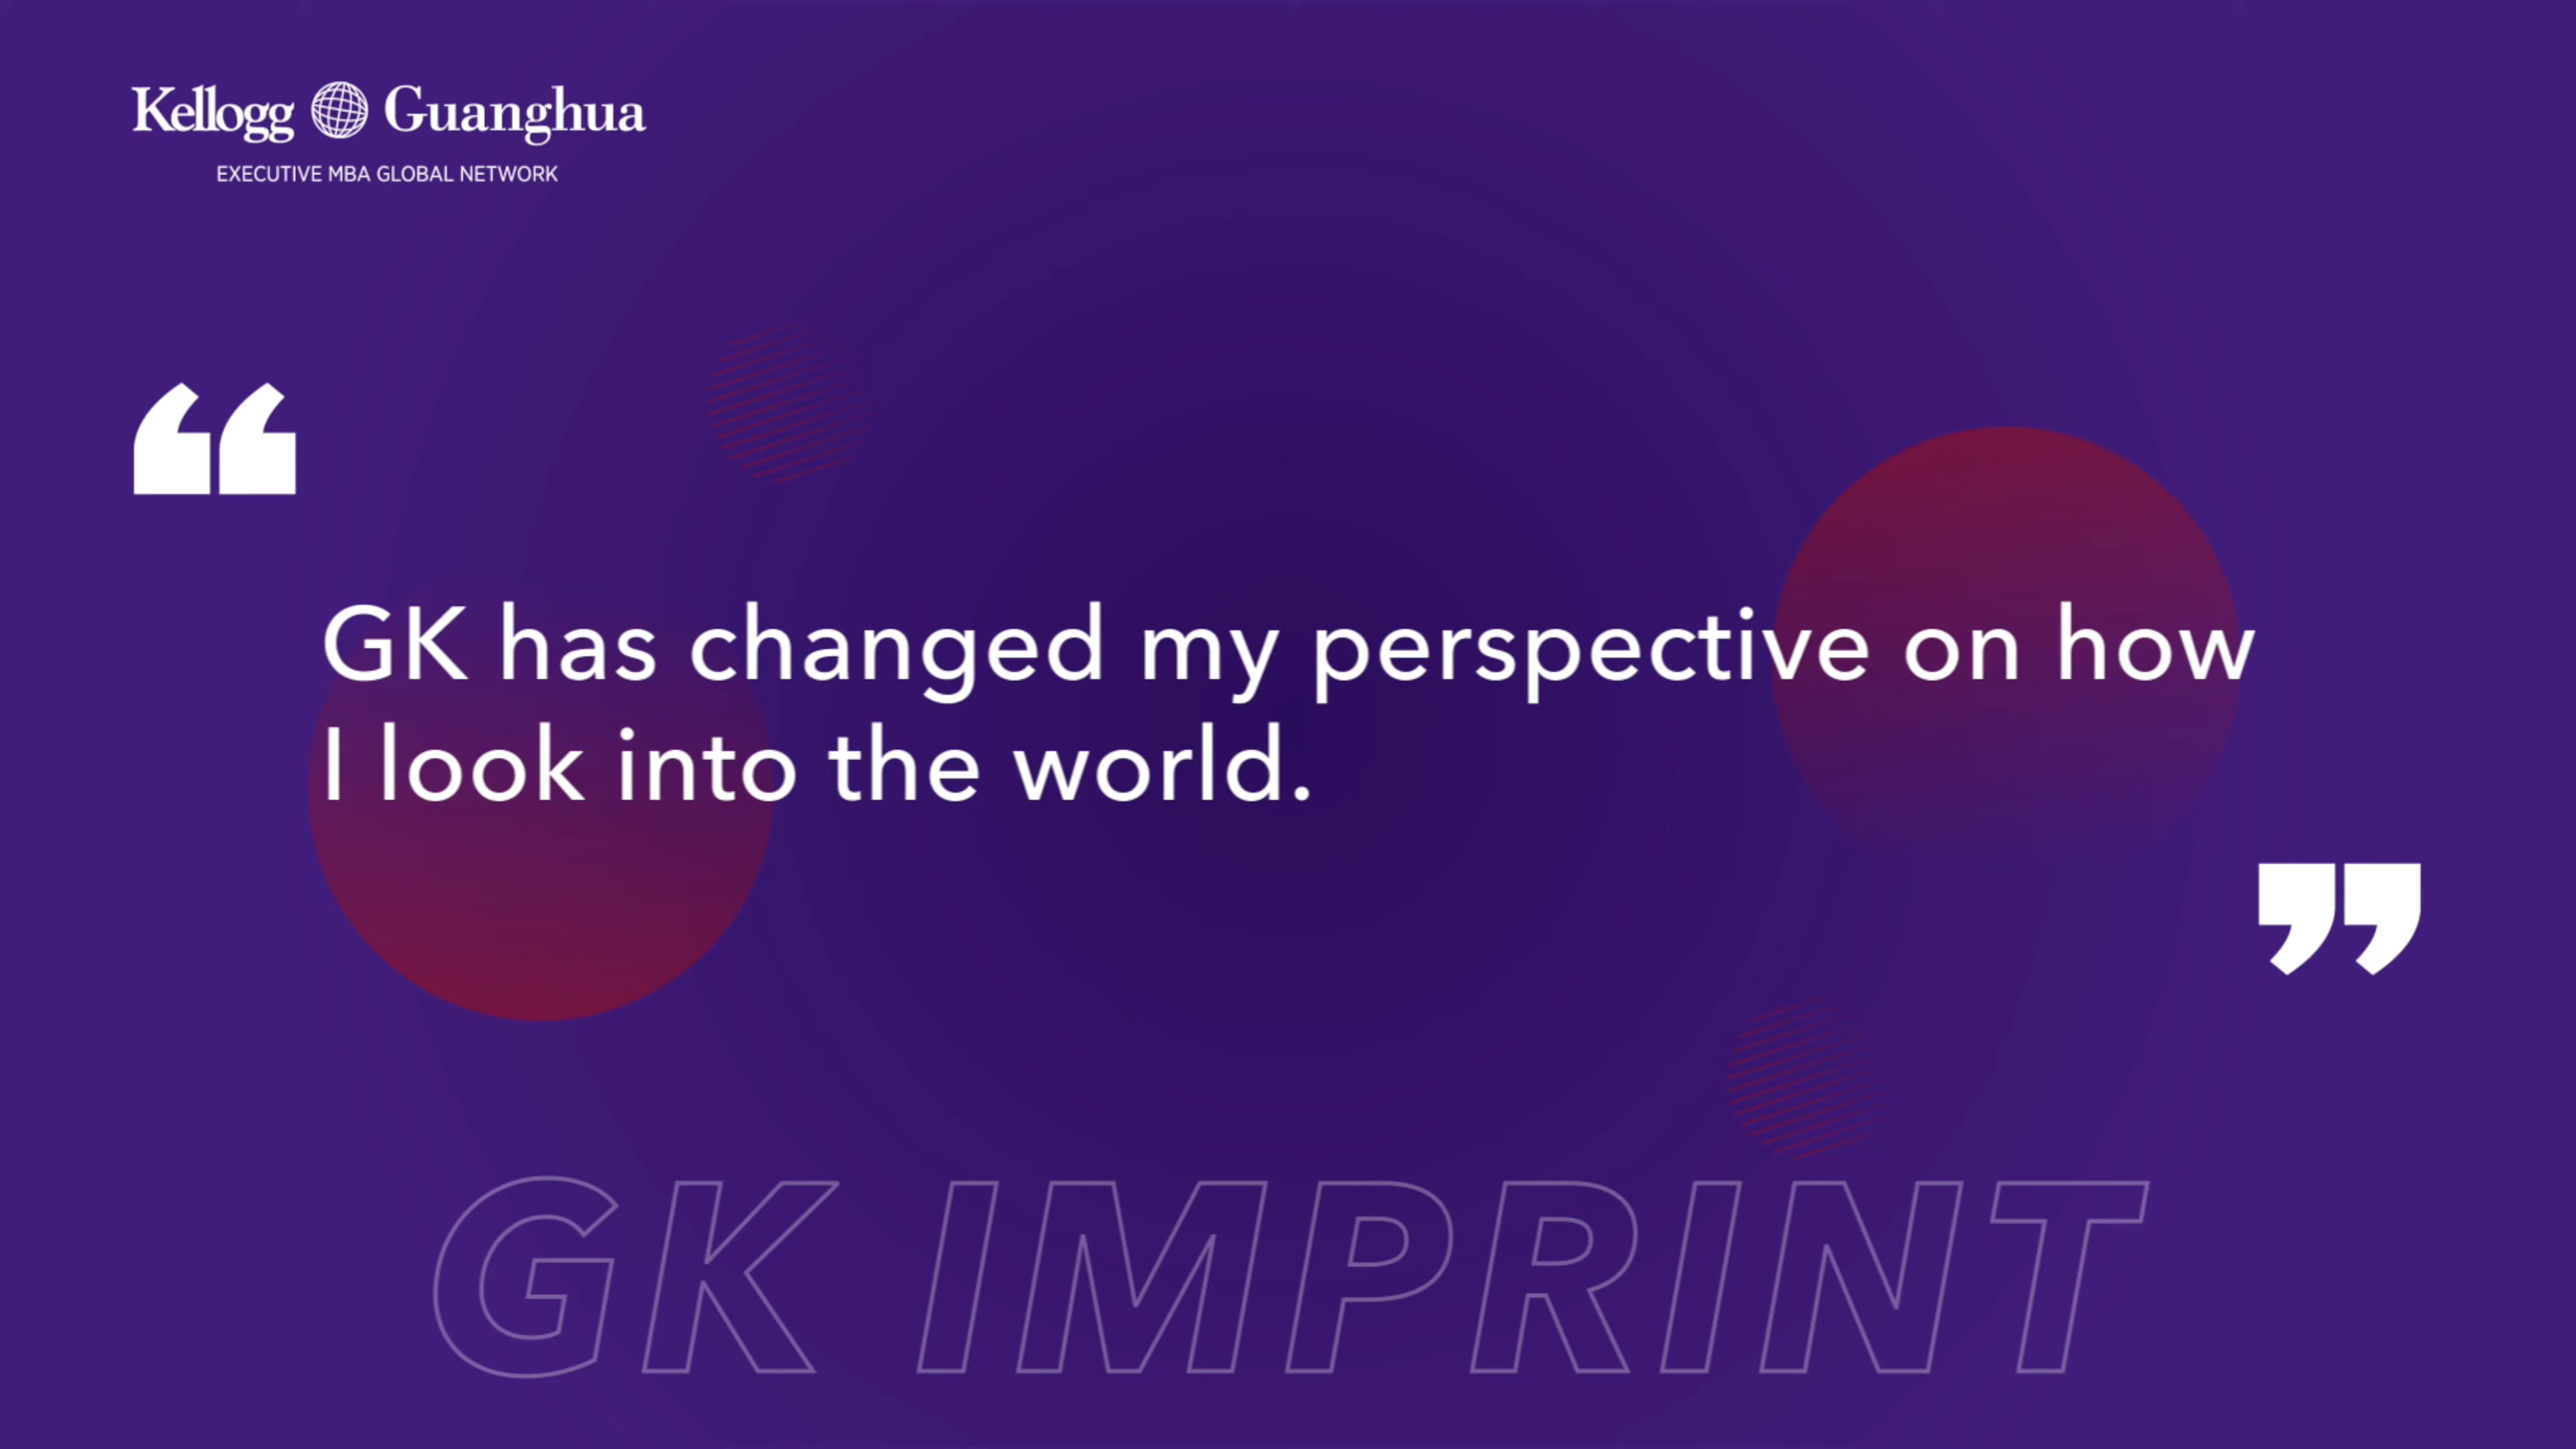 Kellogg Guanghua
EXECUTIVE MBA GLOBAL NETWORK
“
GK has changed my perspective on how
I look into the world.
”
GK IMPRINT